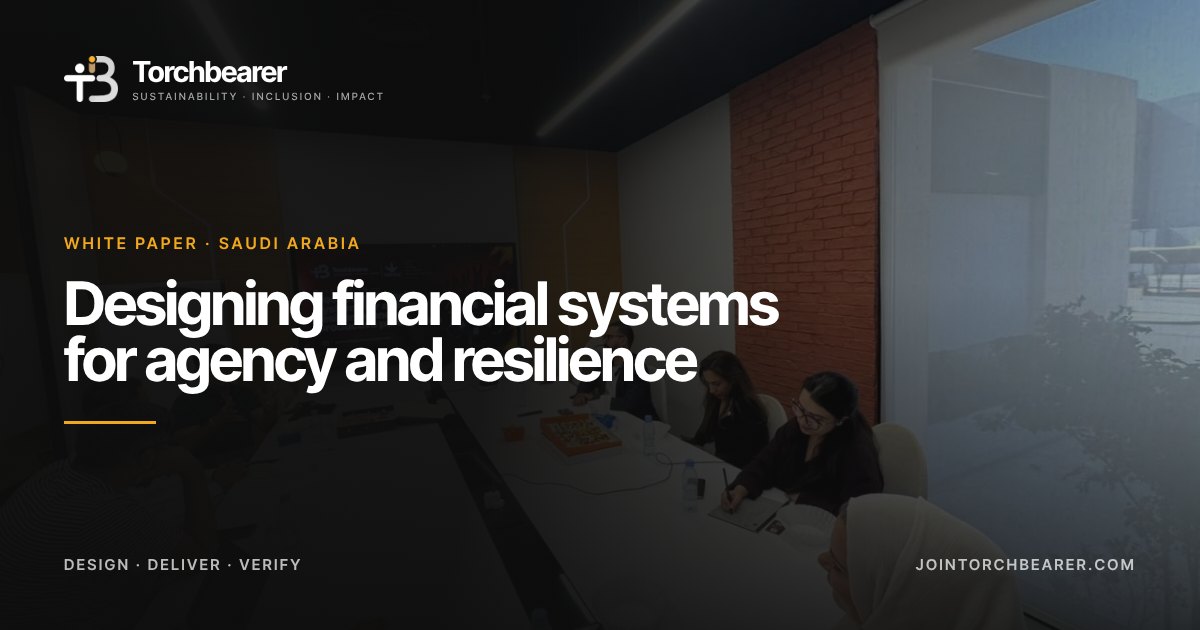 Torchbearer
SUSTAINABILITY · INCLUSION · IMPACT
WHITE PAPER · SAUDI ARABIA
Designing financial systems
for agency and resilience
DESIGN · DELIVER · VERIFY
JOINTORCHBEARER.COM